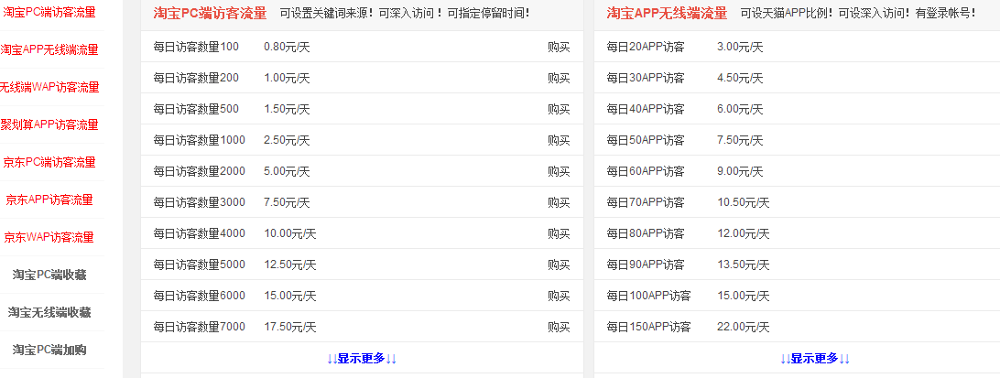 淘宝PC端访客流量
淘宝APP无线端流量
无线端WAP访客流量
聚划算APP访客流量
京东PC端访客流量
京东APP访客流量
京东WAP访客流量
淘宝PC端收藏
淘宝无线端收藏
淘宝PC端加购
淘宝PC端访客流量 可设置关键词来源！可深入访问 ！可指定停留时间！
每日访客数量100 0.80元/天 购买
每日访客数量200 1.00元/天 购买
每日访客数量500 1.50元/天 购买
每日访客数量1000 2.50元/天 购买
每日访客数量2000 5.00元/天 购买
每日访客数量3000 7.50元/天 购买
每日访客数量4000 10.00元/天 购买
每日访客数量5000 12.50元/天 购买
每日访客数量6000 15.00元/天 购买
每日访客数量7000 17.50元/天 购买
↓↓显示更多↓↓
淘宝APP无线端流量 可设天猫APP比例！可设深入访问！有登录帐号！
每日20APP访客 3.00元/天
每日30APP访客 4.50元/天
每日40APP访客 6.00元/天
每日50APP访客 7.50元/天
每日60APP访客 9.00元/天
每日70APP访客 10.50元/天
每日80APP访客 12.00元/天
每日90APP访客 13.50元/天
每日100APP访客 15.00元/天
每日150APP访客 22.00元/天
↓↓显示更多↓↓